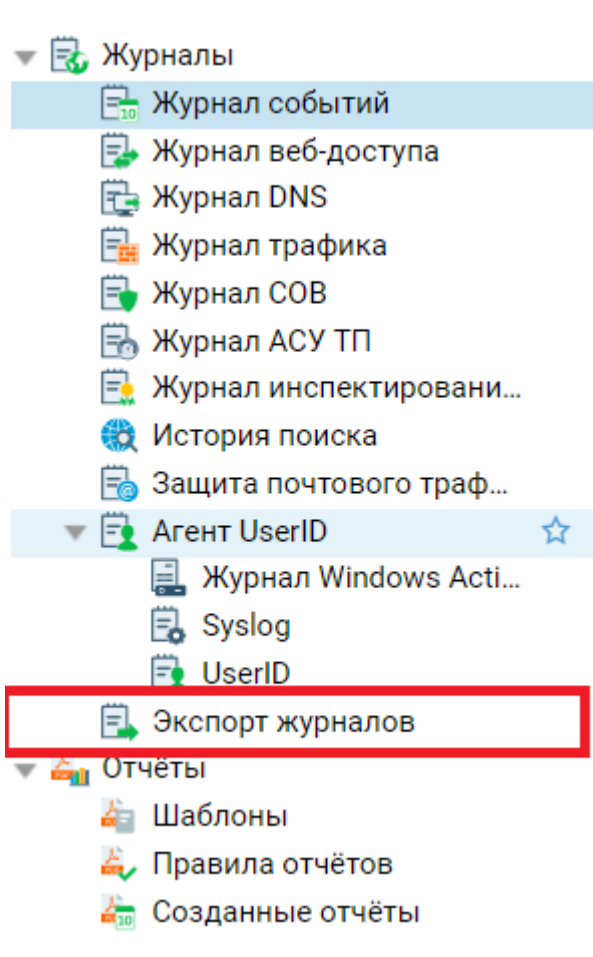 Журналы
Журнал событий
Журнал веб-доступа
Журнал DNS
Журнал трафика
Журнал СОВ
Журнал АСУ ТП
Журнал инспектировани...
История поиска
Защита почтового траф...
Агент UserID
Журнал Windows Acti...
Syslog
UserID
Экспорт журналов
Отчёты
Шаблоны
Правила отчётов
Созданные отчёты